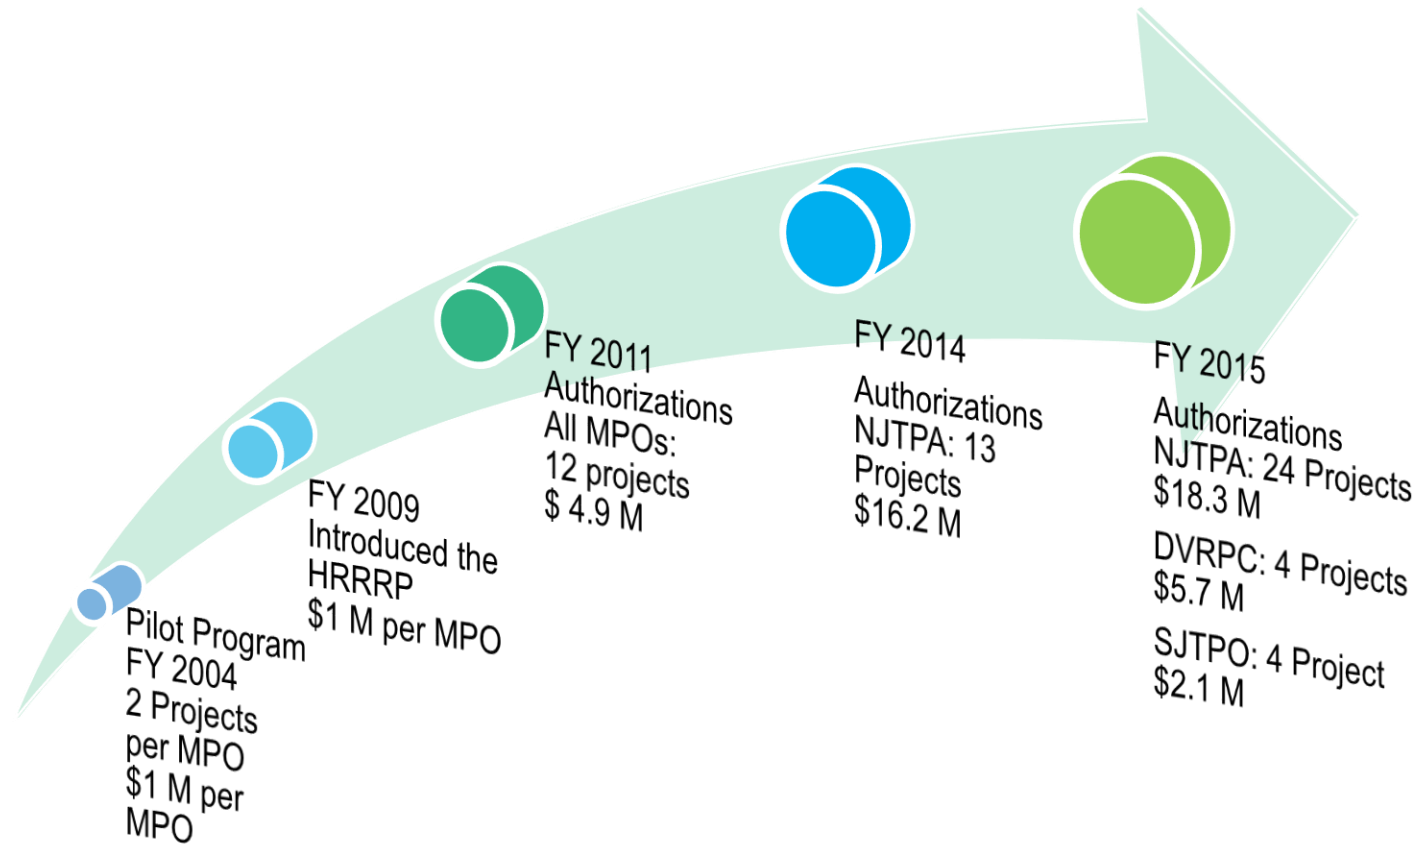 Pilot Program
FY 2004
2 Projects
per MPO
$1 M per
MPO
FY 2009
Introduced the
HRRRP
$1 M per MPO
FY 2011
Authorizations
All MPOs:
12 projects
$ 4.9 M
FY 2014
Authorizations
NJTPA: 13
Projects
$16.2 M
FY 2015
Authorizations
NJTPA: 24 Projects
$18.3 M
DVRPC: 4 Projects
$5.7 M
SJTPO: 4 Project
$2.1 M